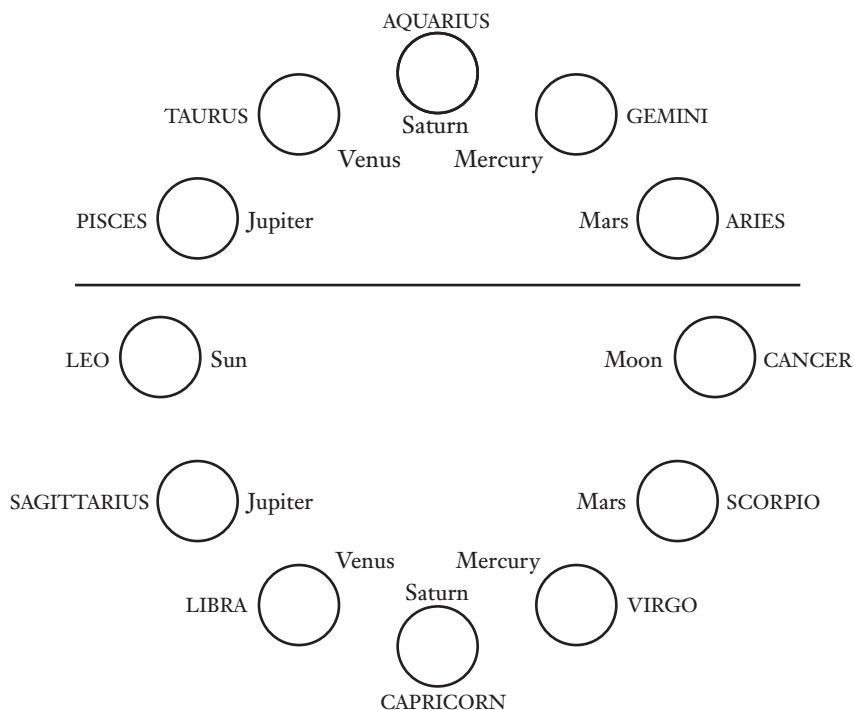 AQUARIUS
TAURUS Saturn GEMINI
Venus Mercury
PISCES Jupiter Mars ARIES
LEO Sun Moon CANCER
SAGITTARIUS Jupiter Mars SCORPIO
Venus Mercury
Saturn
LIBRA VIRGO
CAPRICORN